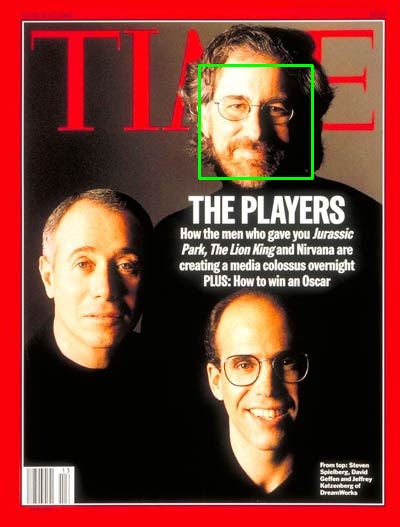 TIME
THE PLAYERS
How the men who gave you Jurassic
Park, The Lion King and Nirvana are
creating a media colossus overnight
PLUS: How to win an Oscar
13
From top: Steven
Spielberg, David
Geffen and Jeffrey
Katzenberg of
DreamWorks